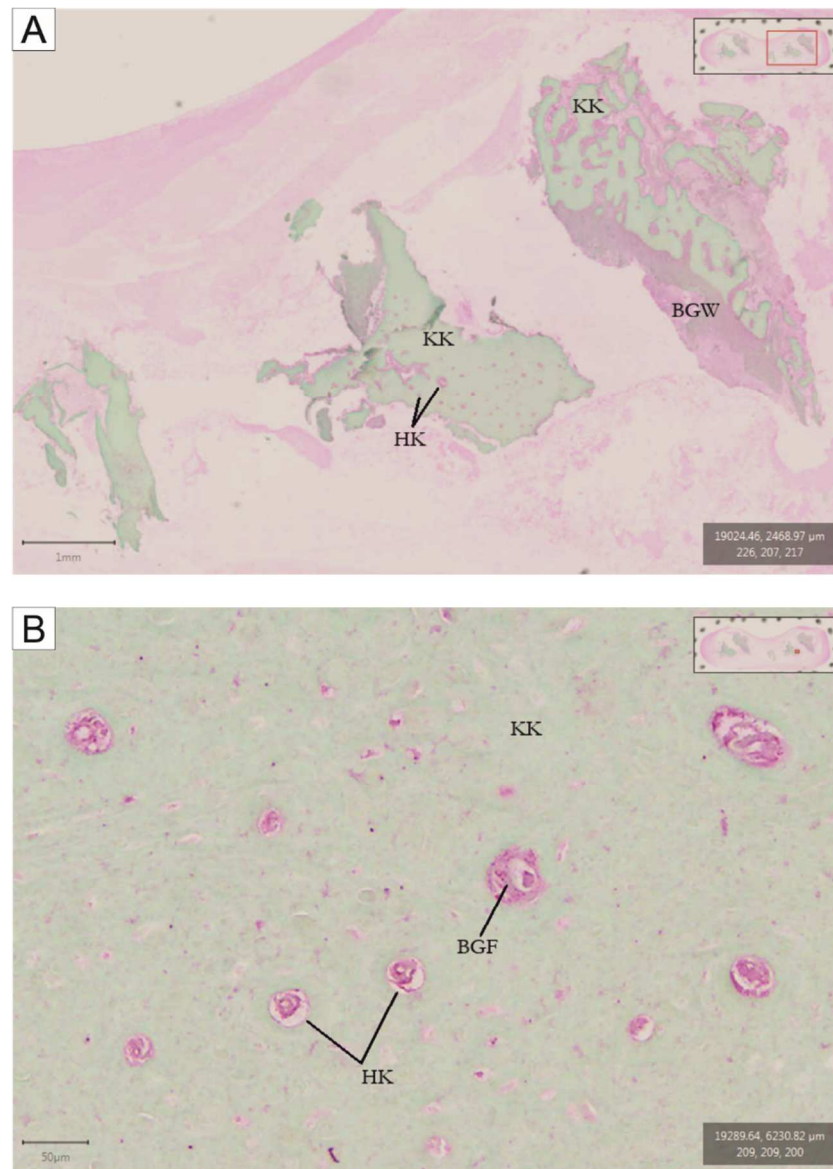 A
KK
BGW
KK
HK
1mm
19024.46, 2468.97 µm
226, 207, 217
B
KK
BGF
HK
50µm
19289.64, 6230.82 µm
209, 209, 200